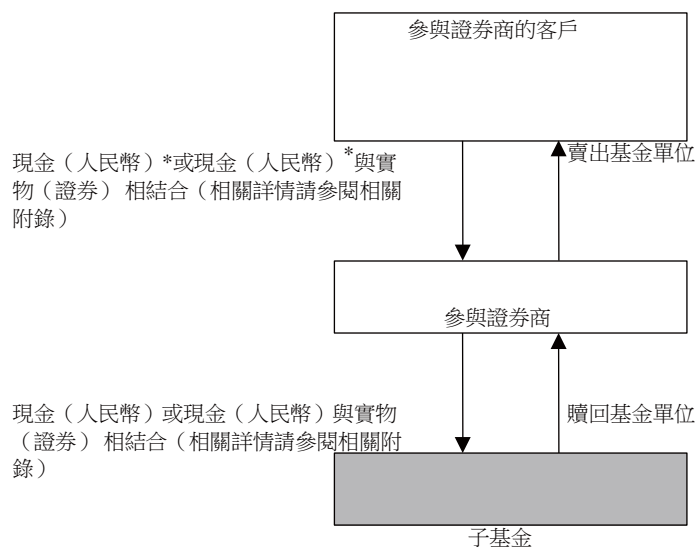 參與證券商的客戶
現金（人民幣）*或現金（人民幣）*與實
物（證券） 相結合（相關詳情請參閱相關
附錄）
賣出基金單位
參與證券商
現金（人民幣）或現金（人民幣）與實物
（證券） 相結合（相關詳情請參閱相關附
錄）
贖回基金單位
子基金